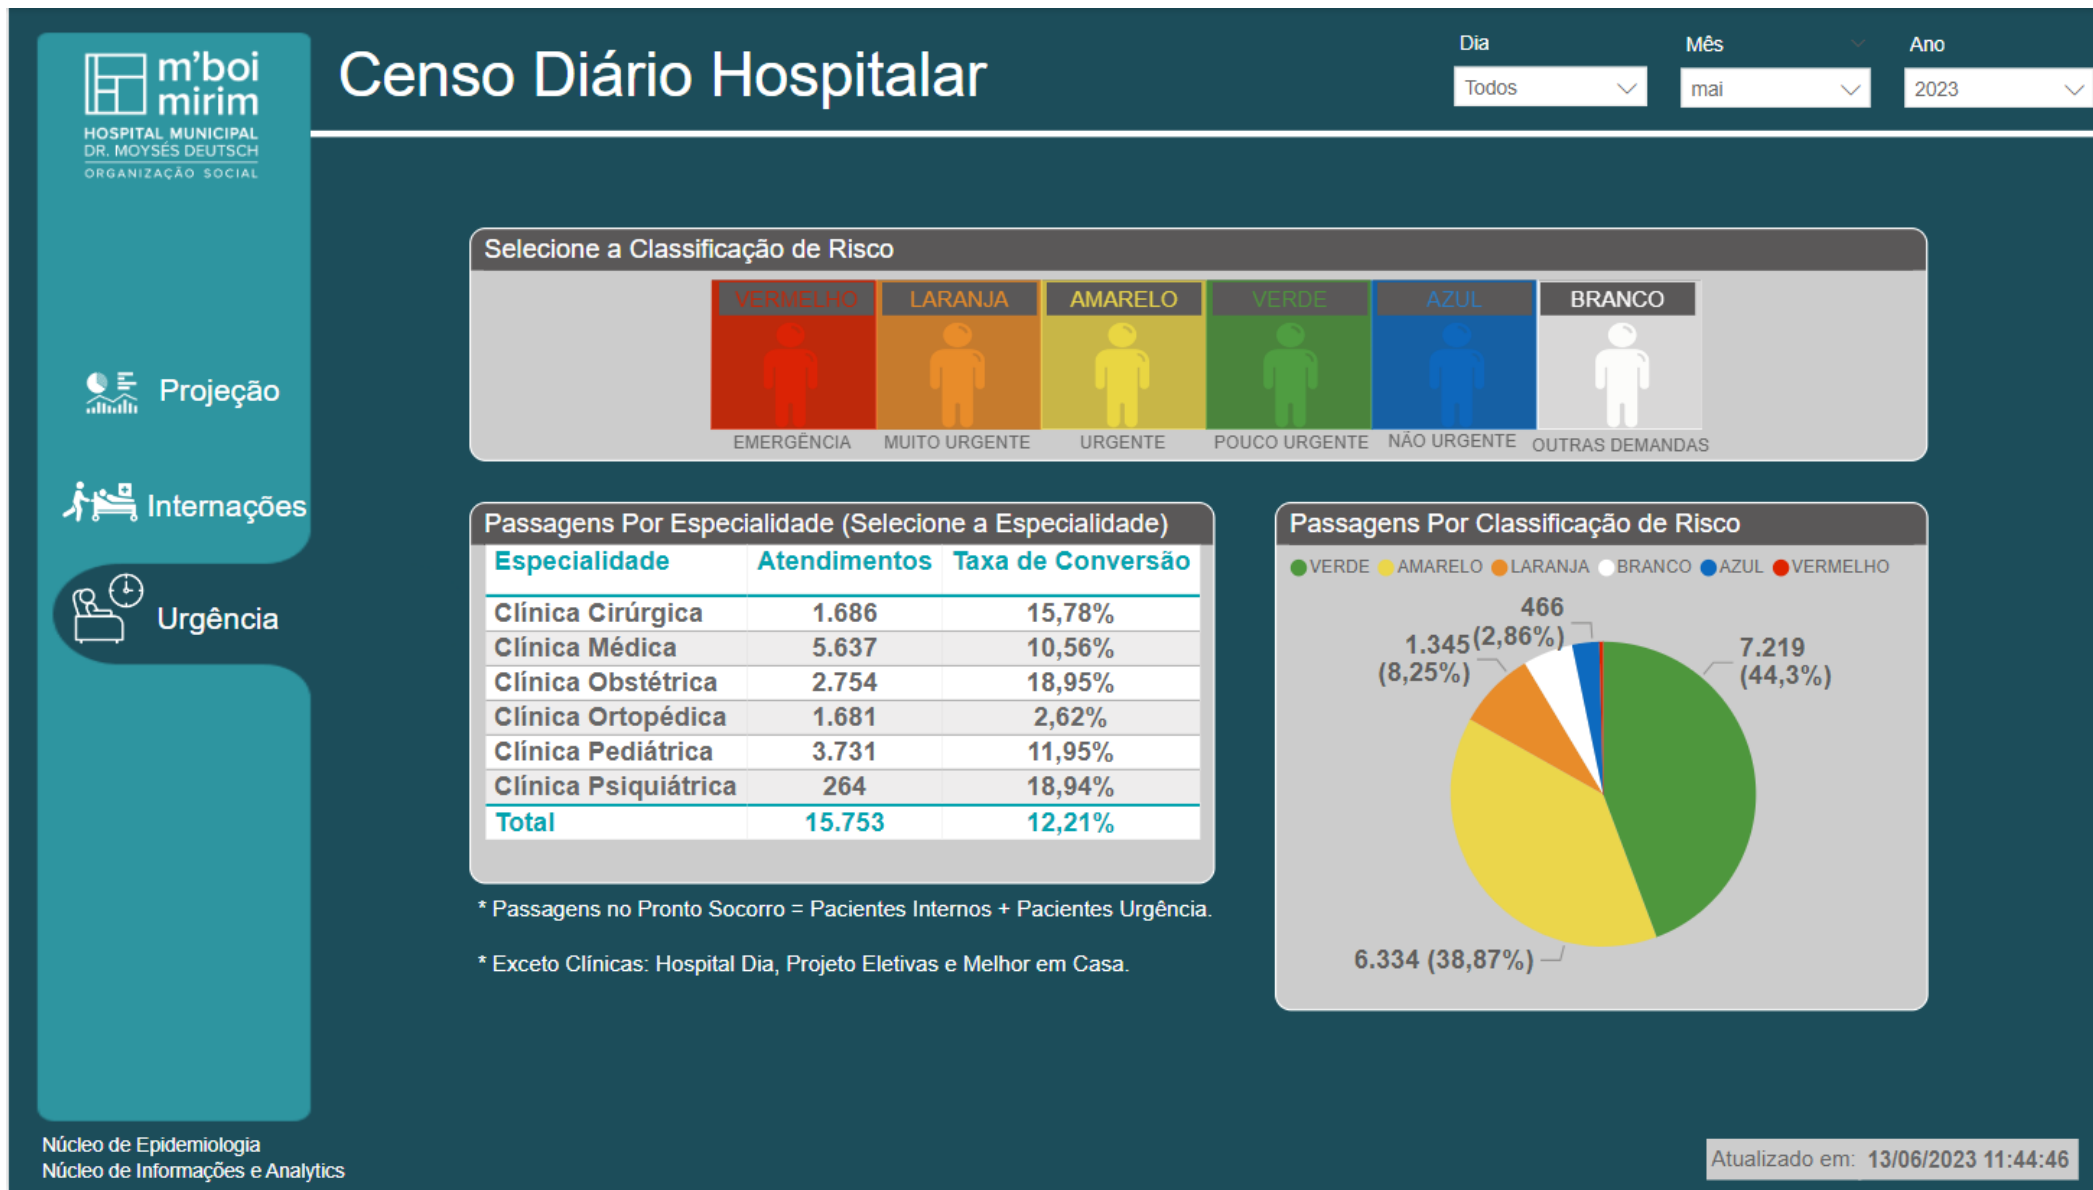 m'boi
mirim
HOSPITAL MUNICIPAL
DR. MOYSÉS DEUTSCH
ORGANIZAÇÃO SOCIAL
Censo Diário Hospitalar
Dia
Mês
Ano
Todos
mai
2023
Projeção
Internações
Urgência
Selecione a Classificação de Risco
VERMELHO LARANJA AMARELO VERDE AZUL BRANCO
EMERGÊNCIA MUITO URGENTE URGENTE POUCO URGENTE NÃO URGENTE OUTRAS DEMANDAS
Passagens Por Especialidade (Selecione a Especialidade)
Especialidade Atendimentos Taxa de Conversão
Clínica Cirúrgica 1.686 15,78%
Clínica Médica 5.637 10,56%
Clínica Obstétrica 2.754 18,95%
Clínica Ortopédica 1.681 2,62%
Clínica Pediátrica 3.731 11,95%
Clínica Psiquiátrica 264 18,94%
Total 15.753 12,21%
* Passagens no Pronto Socorro = Pacientes Internos + Pacientes Urgência.
* Exceto Clínicas: Hospital Dia, Projeto Eletivas e Melhor em Casa.
Passagens Por Classificação de Risco
VERDE AMARELO LARANJA BRANCO AZUL VERMELHO
466
(2,86%)
1.345
(8,25%)
7.219
(44,3%)
6.334 (38,87%)
Núcleo de Epidemiologia
Núcleo de Informações e Analytics
Atualizado em: 13/06/2023 11:44:46